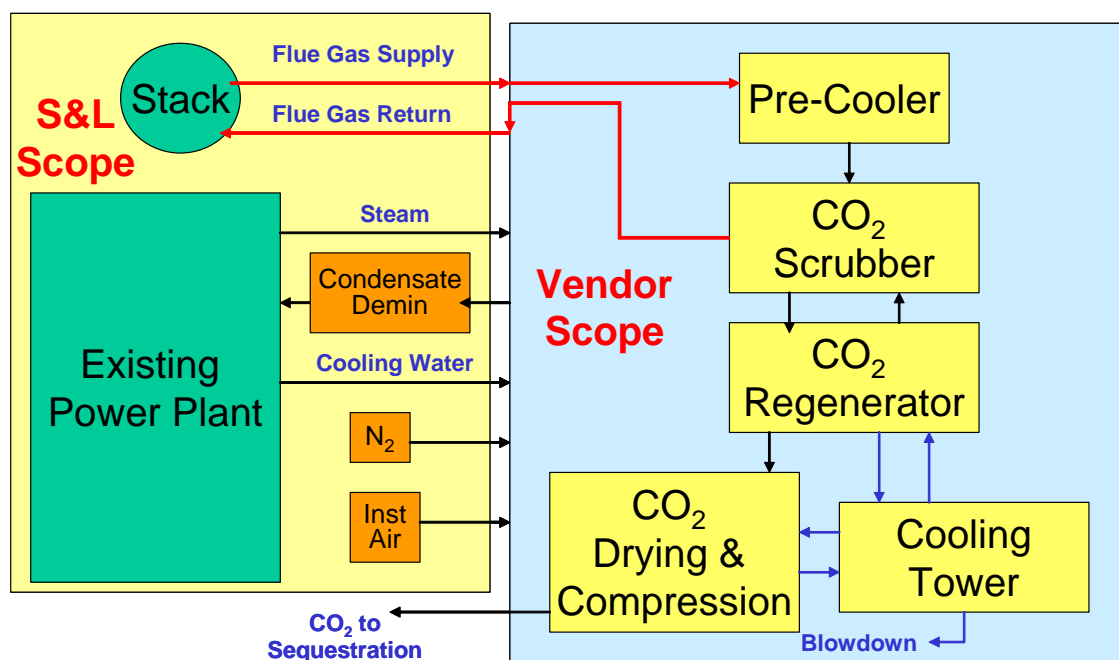 Flue Gas Supply
Stack
Flue Gas Return
S&L
Scope
Pre-Cooler
Steam
CO₂
Scrubber
Condensate
Demin
Vendor
Scope
Cooling Water
Existing
Power Plant
CO₂
Regenerator
N₂
Inst
Air
CO₂
Drying &
Compression
Cooling
Tower
CO₂ to
Sequestration
Blowdown